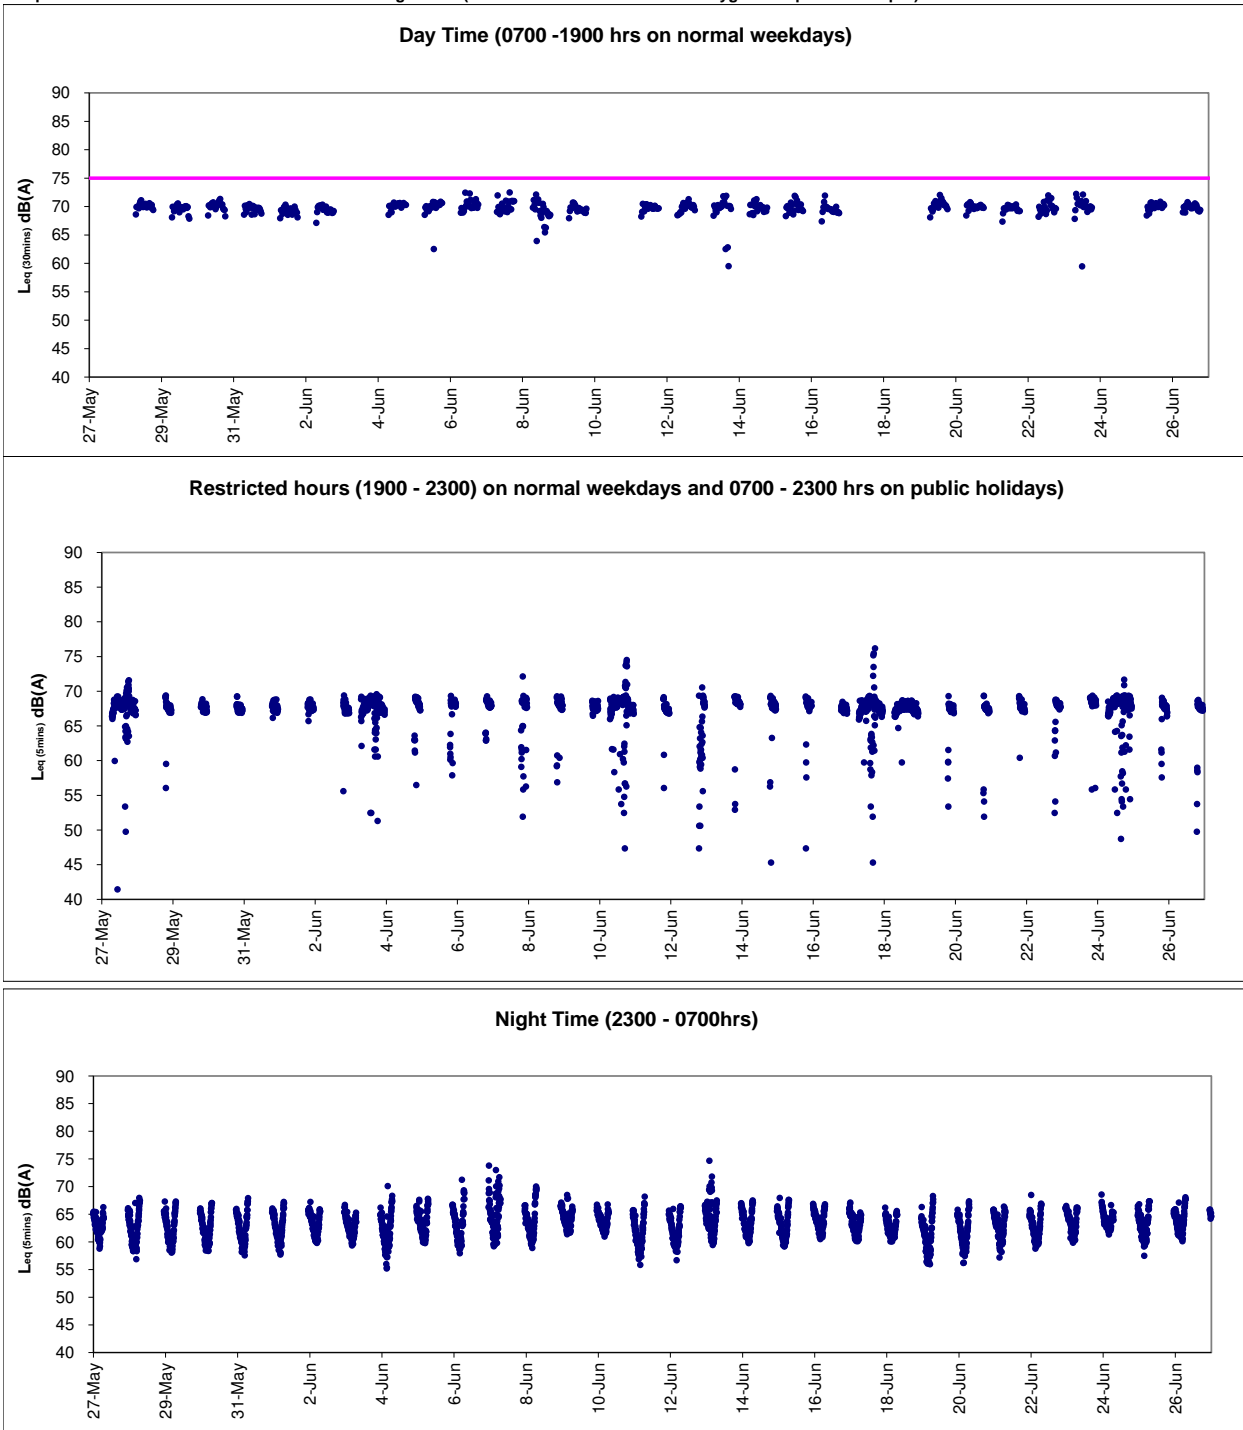 Day Time (0700 -1900 hrs on normal weekdays)
90
85
80
75
70
65
60
55
50
45
40
Leq (30mins) dB(A)
27-May
29-May
31-May
2-Jun
4-Jun
6-Jun
8-Jun
10-Jun
12-Jun
14-Jun
16-Jun
18-Jun
20-Jun
22-Jun
24-Jun
26-Jun
Restricted hours (1900 - 2300) on normal weekdays and 0700 - 2300 hrs on public holidays)
90
85
80
75
70
65
60
55
50
45
40
Leq (5mins) dB(A)
27-May
29-May
31-May
2-Jun
4-Jun
6-Jun
8-Jun
10-Jun
12-Jun
14-Jun
16-Jun
18-Jun
20-Jun
22-Jun
24-Jun
26-Jun
Night Time (2300 - 0700hrs)
90
85
80
75
70
65
60
55
50
45
40
Leq (5mins) dB(A)
27-May
29-May
31-May
2-Jun
4-Jun
6-Jun
8-Jun
10-Jun
12-Jun
14-Jun
16-Jun
18-Jun
20-Jun
22-Jun
24-Jun
26-Jun